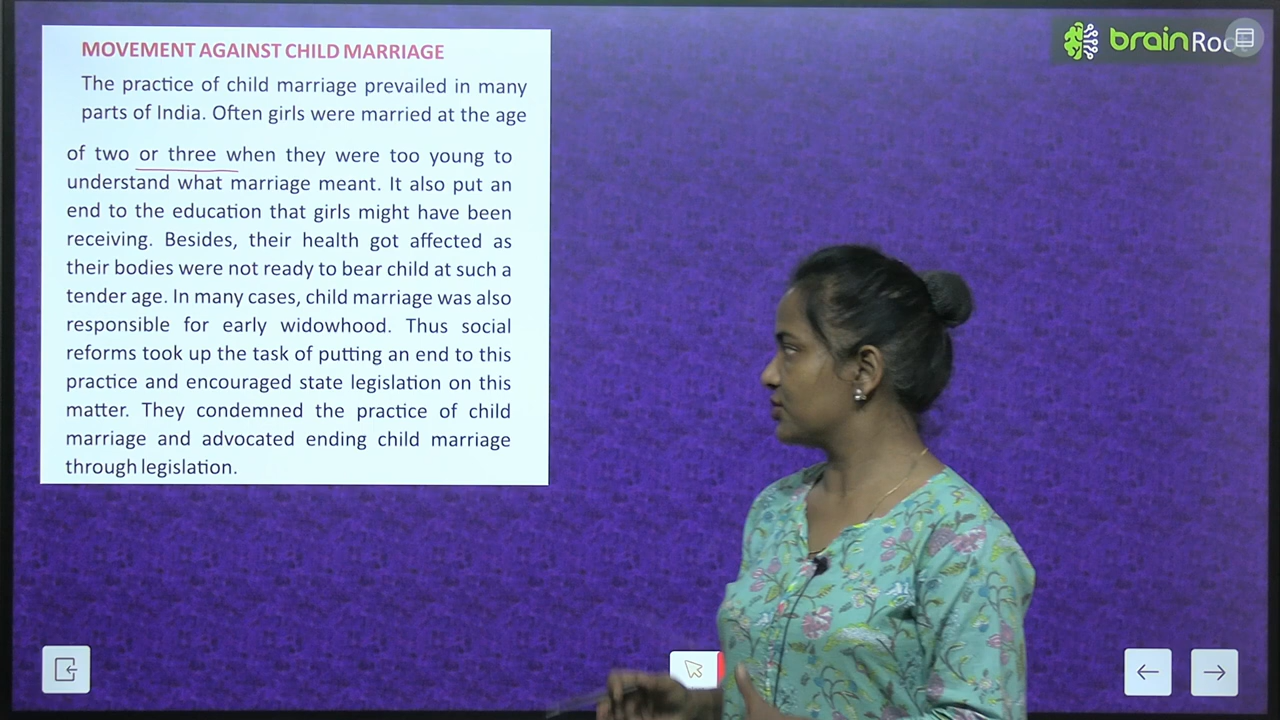 MOVEMENT AGAINST CHILD MARRIAGE
The practice of child marriage prevailed in many
parts of India. Often girls were married at the age
of two or three when they were too young to
understand what marriage meant. It also put an
end to the education that girls might have been
receiving. Besides, their health got affected as
their bodies were not ready to bear child at such a
tender age. In many cases, child marriage was also
responsible for early widowhood. Thus social
reforms took up the task of putting an end to this
practice and encouraged state legislation on this
matter. They condemned the practice of child
marriage and advocated ending child marriage
through legislation.
brainRoot